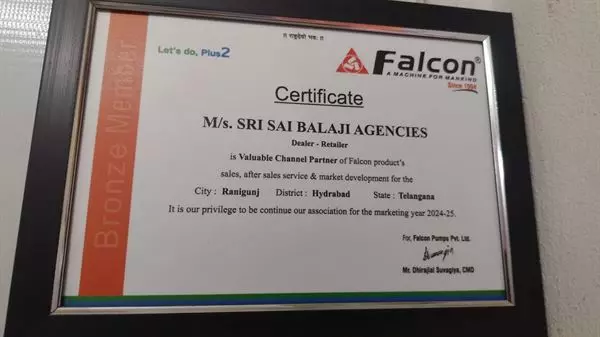 ॥ राष्ट्रदेवो भवः ॥
Let's do, Plus2
Falcon®
A MACHINE FOR MANKIND
Since 1984
Bronze Member
Certificate
M/s. SRI SAI BALAJI AGENCIES
Dealer - Retailer
is Valuable Channel Partner of Falcon product's
sales, after sales service & market development for the
City : Ranigunj District : Hydrabad State : Telangana
It is our privilege to be continue our association for the marketing year 2024-25.
For, Falcon Pumps Pvt. Ltd.
Mr. Dhirajlal Suvagiya, CMD